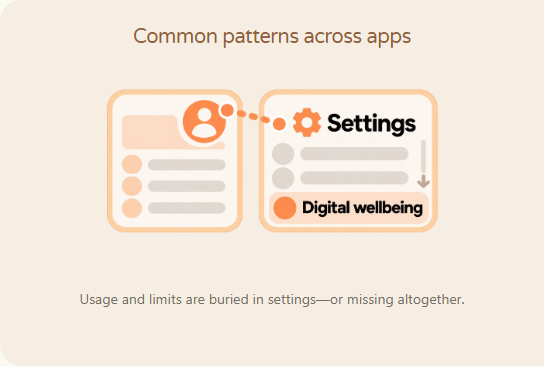 Common patterns across apps
Settings
Digital wellbeing
Usage and limits are buried in settings—or missing altogether.